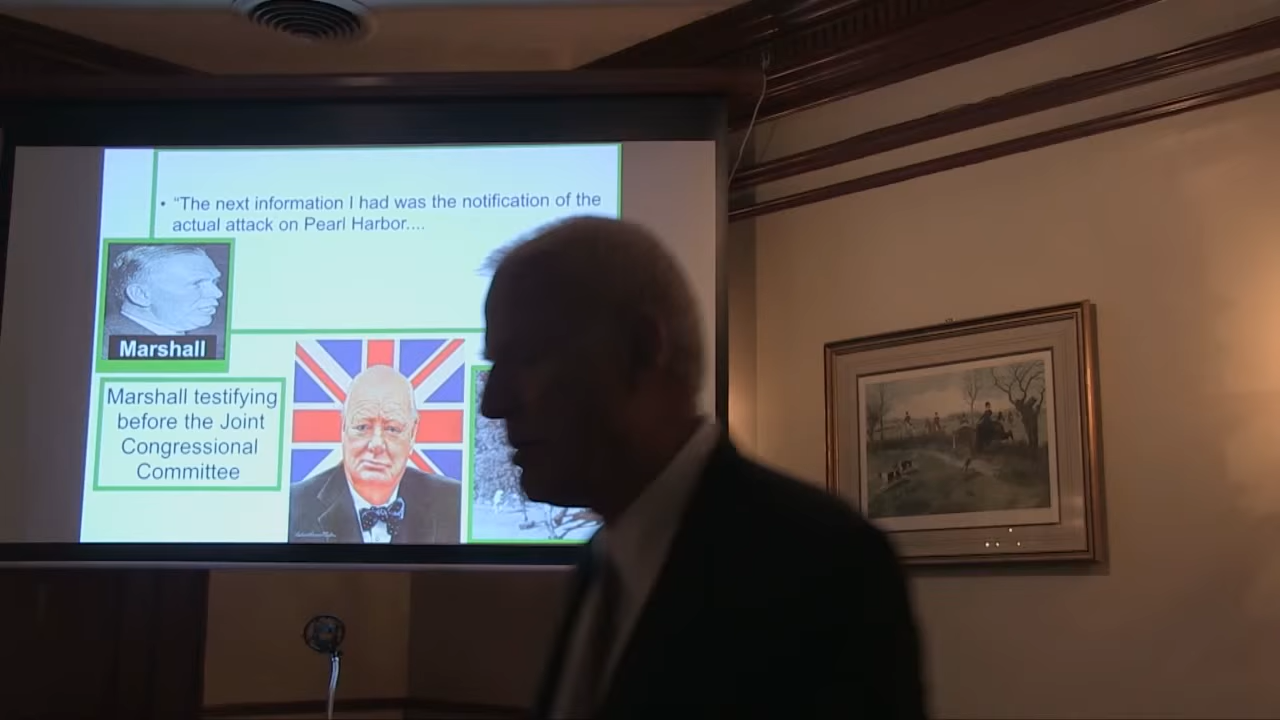 • “The next information I had was the notification of the
actual attack on Pearl Harbor....
Marshall
Marshall testifying
before the Joint
Congressional
Committee